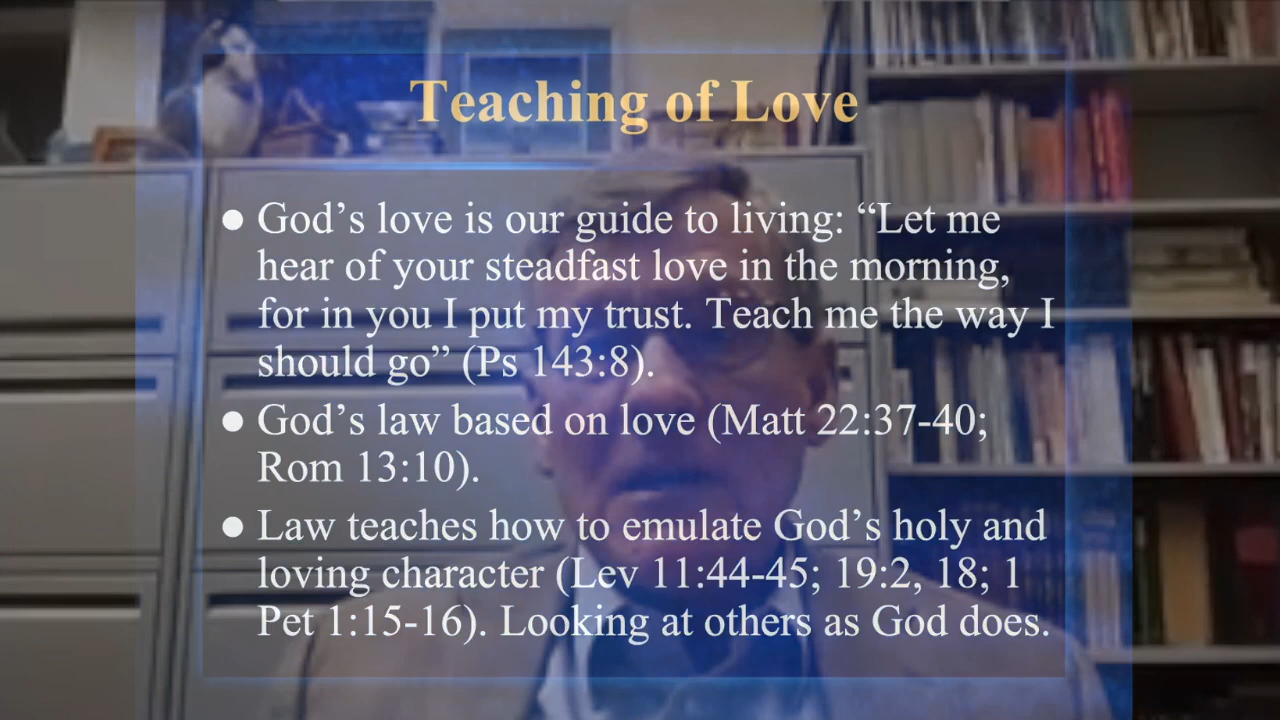 Teaching of Love
● God’s love is our guide to living: “Let me
hear of your steadfast love in the morning,
for in you I put my trust. Teach me the way I
should go” (Ps 143:8).
● God’s law based on love (Matt 22:37-40;
Rom 13:10).
● Law teaches how to emulate God’s holy and
loving character (Lev 11:44-45; 19:2, 18; 1
Pet 1:15-16). Looking at others as God does.